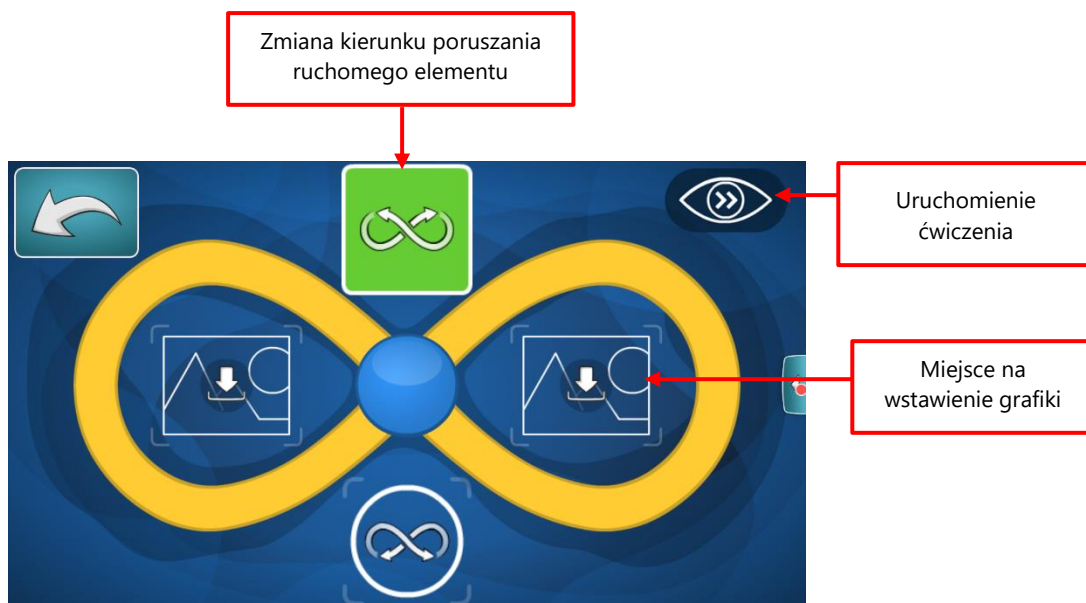 Zmiana kierunku poruszania
ruchomego elementu
Uruchomienie
ćwiczenia
Miejsce na
wstawienie grafiki